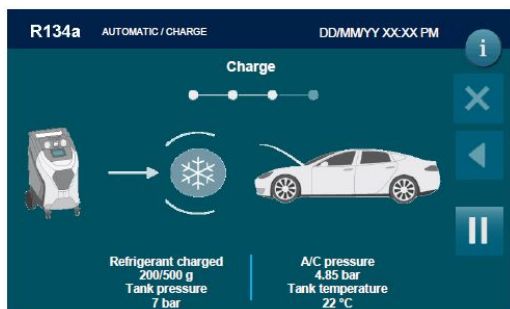 R134a AUTOMATIC / CHARGE DD/MM/YY XX:XX PM
i
Charge
Refrigerant charged
200/500 g
Tank pressure
7 bar
A/C pressure
4.85 bar
Tank temperature
22 °C